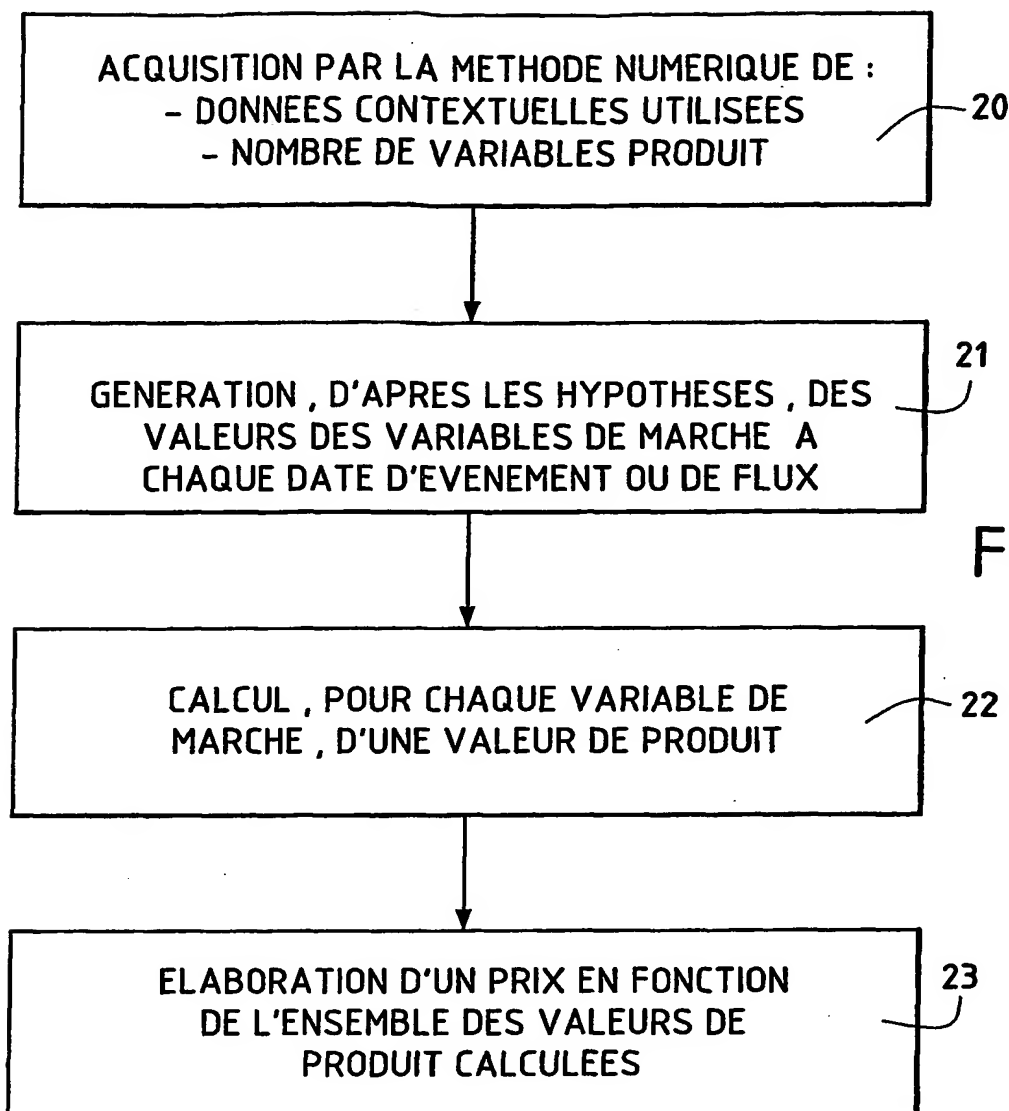 ACQUISITION PAR LA METHODE NUMERIQUE DE :
- DONNEES CONTEXTUELLES UTILISEES
- NOMBRE DE VARIABLES PRODUIT
20
GENERATION , D'APRES LES HYPOTHESES , DES
VALEURS DES VARIABLES DE MARCHE A
CHAQUE DATE D'EVENEMENT OU DE FLUX
21
F
CALCUL , POUR CHAQUE VARIABLE DE
MARCHE , D'UNE VALEUR DE PRODUIT
22
ELABORATION D'UN PRIX EN FONCTION
DE L'ENSEMBLE DES VALEURS DE
PRODUIT CALCULEES
23